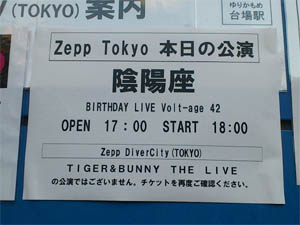 (TOKYO) 案内
ゆりかもめ
台場駅
Zepp Tokyo 本日の公演
陰陽座
BIRTHDAY LIVE Volt-age 42
OPEN 17:00 START 18:00
Zepp DiverCity(TOKYO)
TIGER&BUNNY THE LIVE
の公演ではございません。チケットを再度ご確認ください。